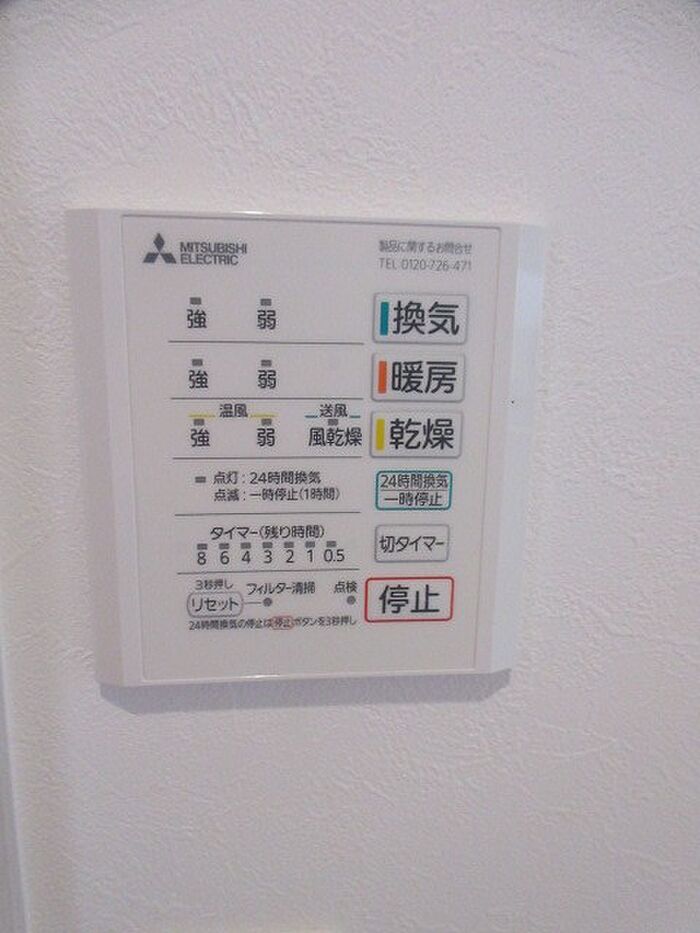 MITSUBISHI
ELECTRIC
製品に関するお問合せ
TEL 0120-726-471
強 弱 換気
強 弱 暖房
温風 送風
強 弱 風乾燥 乾燥
点灯:24時間換気
点滅:一時停止(1時間)
24時間換気
一時停止
タイマー(残り時間)
8 6 4 3 2 1 0.5
切タイマー
3秒押し
リセット フィルター清掃 点検
停止
24時間換気の停止は停止ボタンを3秒押し